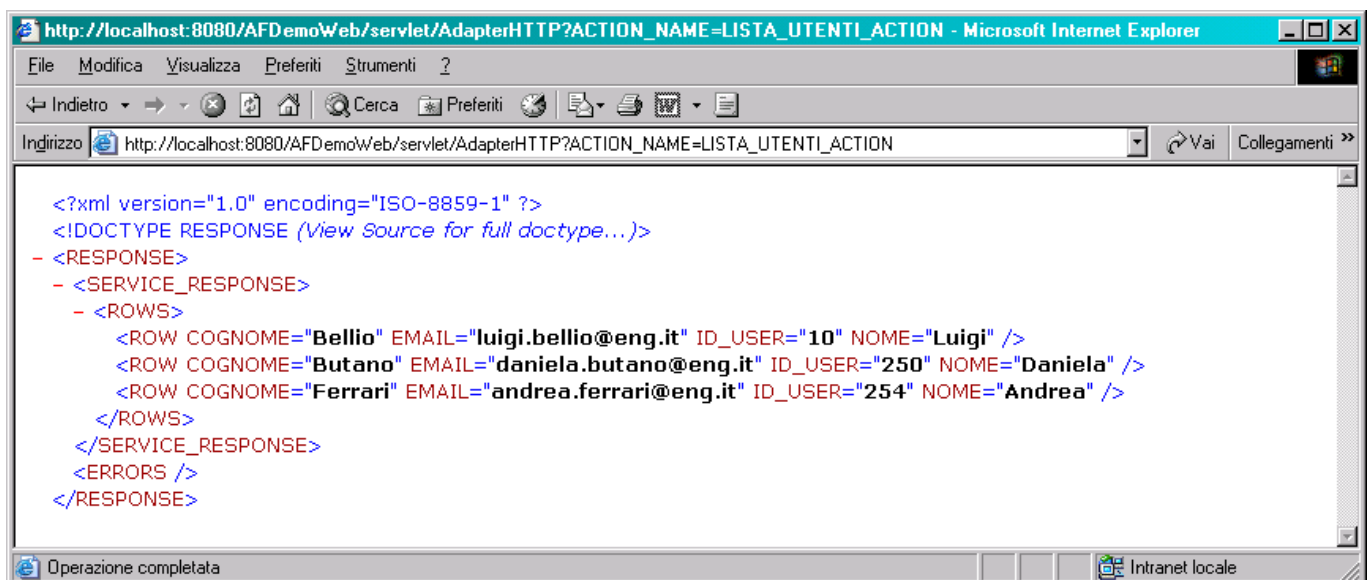 http://localhost:8080/AFDemoWeb/servlet/AdapterHTTP?ACTION_NAME=LISTA_UTENTI_ACTION - Microsoft Internet Explorer
File Modifica Visualizza Preferiti Strumenti ?
Indietro Cerca Preferiti
Indirizzo http://localhost:8080/AFDemoWeb/servlet/AdapterHTTP?ACTION_NAME=LISTA_UTENTI_ACTION Vai Collegamenti »
<?xml version="1.0" encoding="ISO-8859-1" ?>
<!DOCTYPE RESPONSE (View Source for full doctype...)>
- <RESPONSE>
- <SERVICE_RESPONSE>
- <ROWS>
<ROW COGNOME="Bellio" EMAIL="luigi.bellio@eng.it" ID_USER="10" NOME="Luigi" />
<ROW COGNOME="Butano" EMAIL="daniela.butano@eng.it" ID_USER="250" NOME="Daniela" />
<ROW COGNOME="Ferrari" EMAIL="andrea.ferrari@eng.it" ID_USER="254" NOME="Andrea" />
</ROWS>
</SERVICE_RESPONSE>
<ERRORS />
</RESPONSE>
Operazione completata Intranet locale